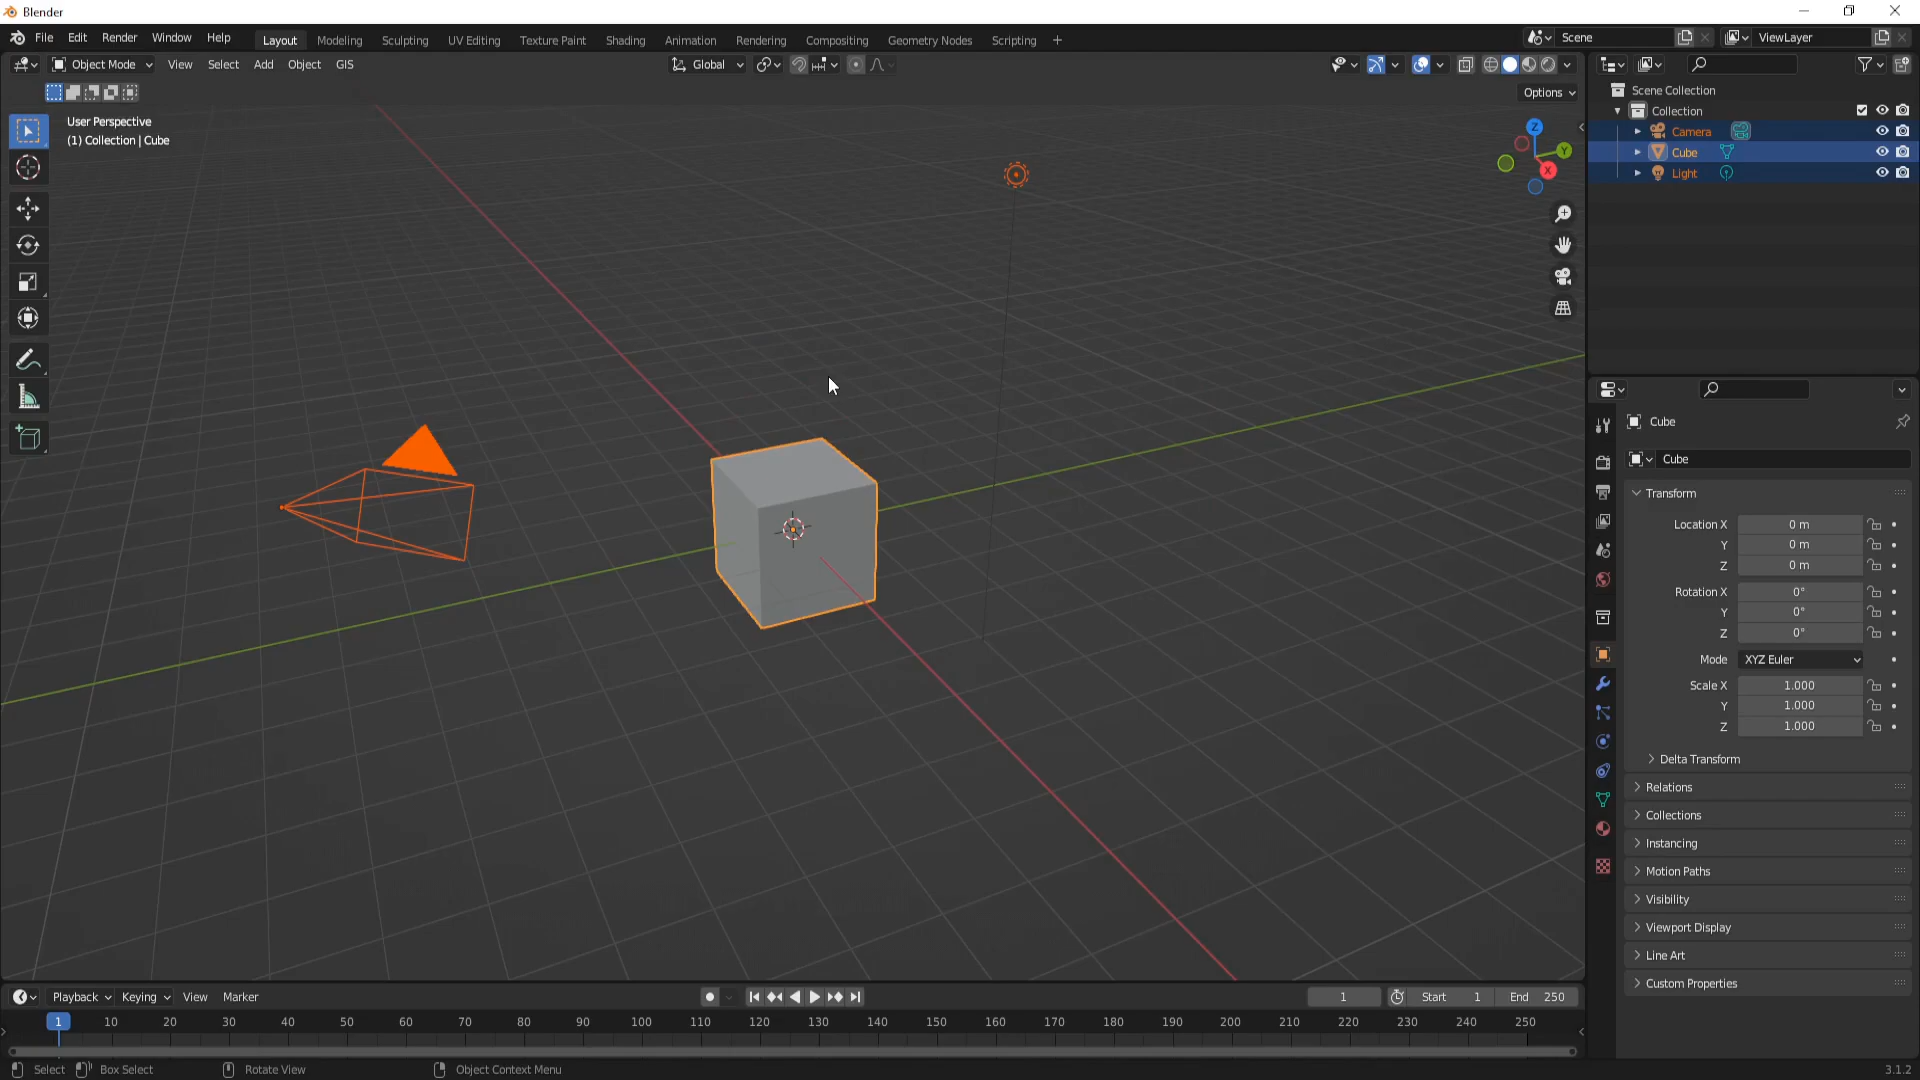 Blender
File Edit Render Window Help Layout Modeling Sculpting UV Editing Texture Paint Shading Animation Rendering Compositing Geometry Nodes Scripting + Scene ViewLayer
Object Mode View Select Add Object GIS Global
Options
User Perspective
(1) Collection | Cube
Z
Y
X
Scene Collection
Collection
Camera
Cube
Light
Cube
Cube
Transform
Location X 0 m
Y 0 m
Z 0 m
Rotation X 0°
Y 0°
Z 0°
Mode XYZ Euler
Scale X 1.000
Y 1.000
Z 1.000
Delta Transform
Relations
Collections
Instancing
Motion Paths
Visibility
Viewport Display
Line Art
Custom Properties
Playback Keying View Marker 1 Start 1 End 250
1 10 20 30 40 50 60 70 80 90 100 110 120 130 140 150 160 170 180 190 200 210 220 230 240 250
Select Box Select Rotate View Object Context Menu 3.1.2